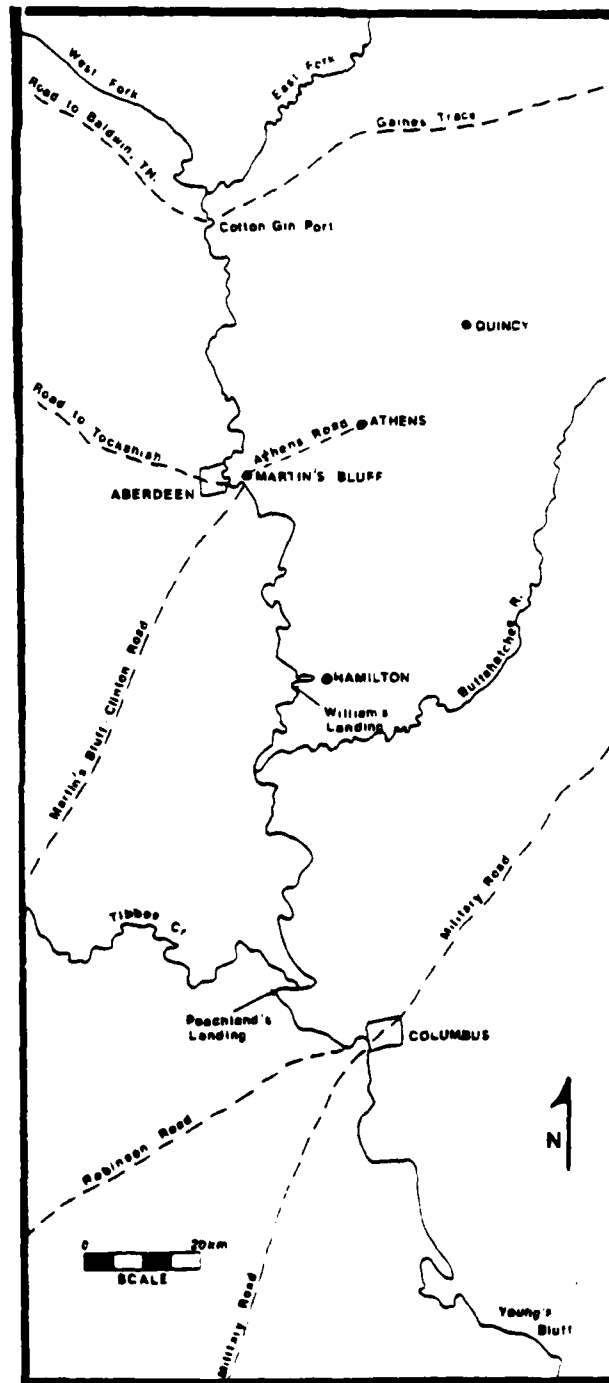 West Fork
East Fork
Road to Baldwin, TN.
Gaines Trace
Cotton Gin Port
QUINCY
Road to Tockshish
Athens Road
ATHENS
MARTIN'S BLUFF
ABERDEEN
Martin's Bluff Clinton Road
HAMILTON
William's
Landing
Buttahatchee R.
Military Road
Tibbee Cr
Peachland's
Landing
COLUMBUS
Robinson Road
N
0 20km
SCALE
Military Road
Young's
Bluff